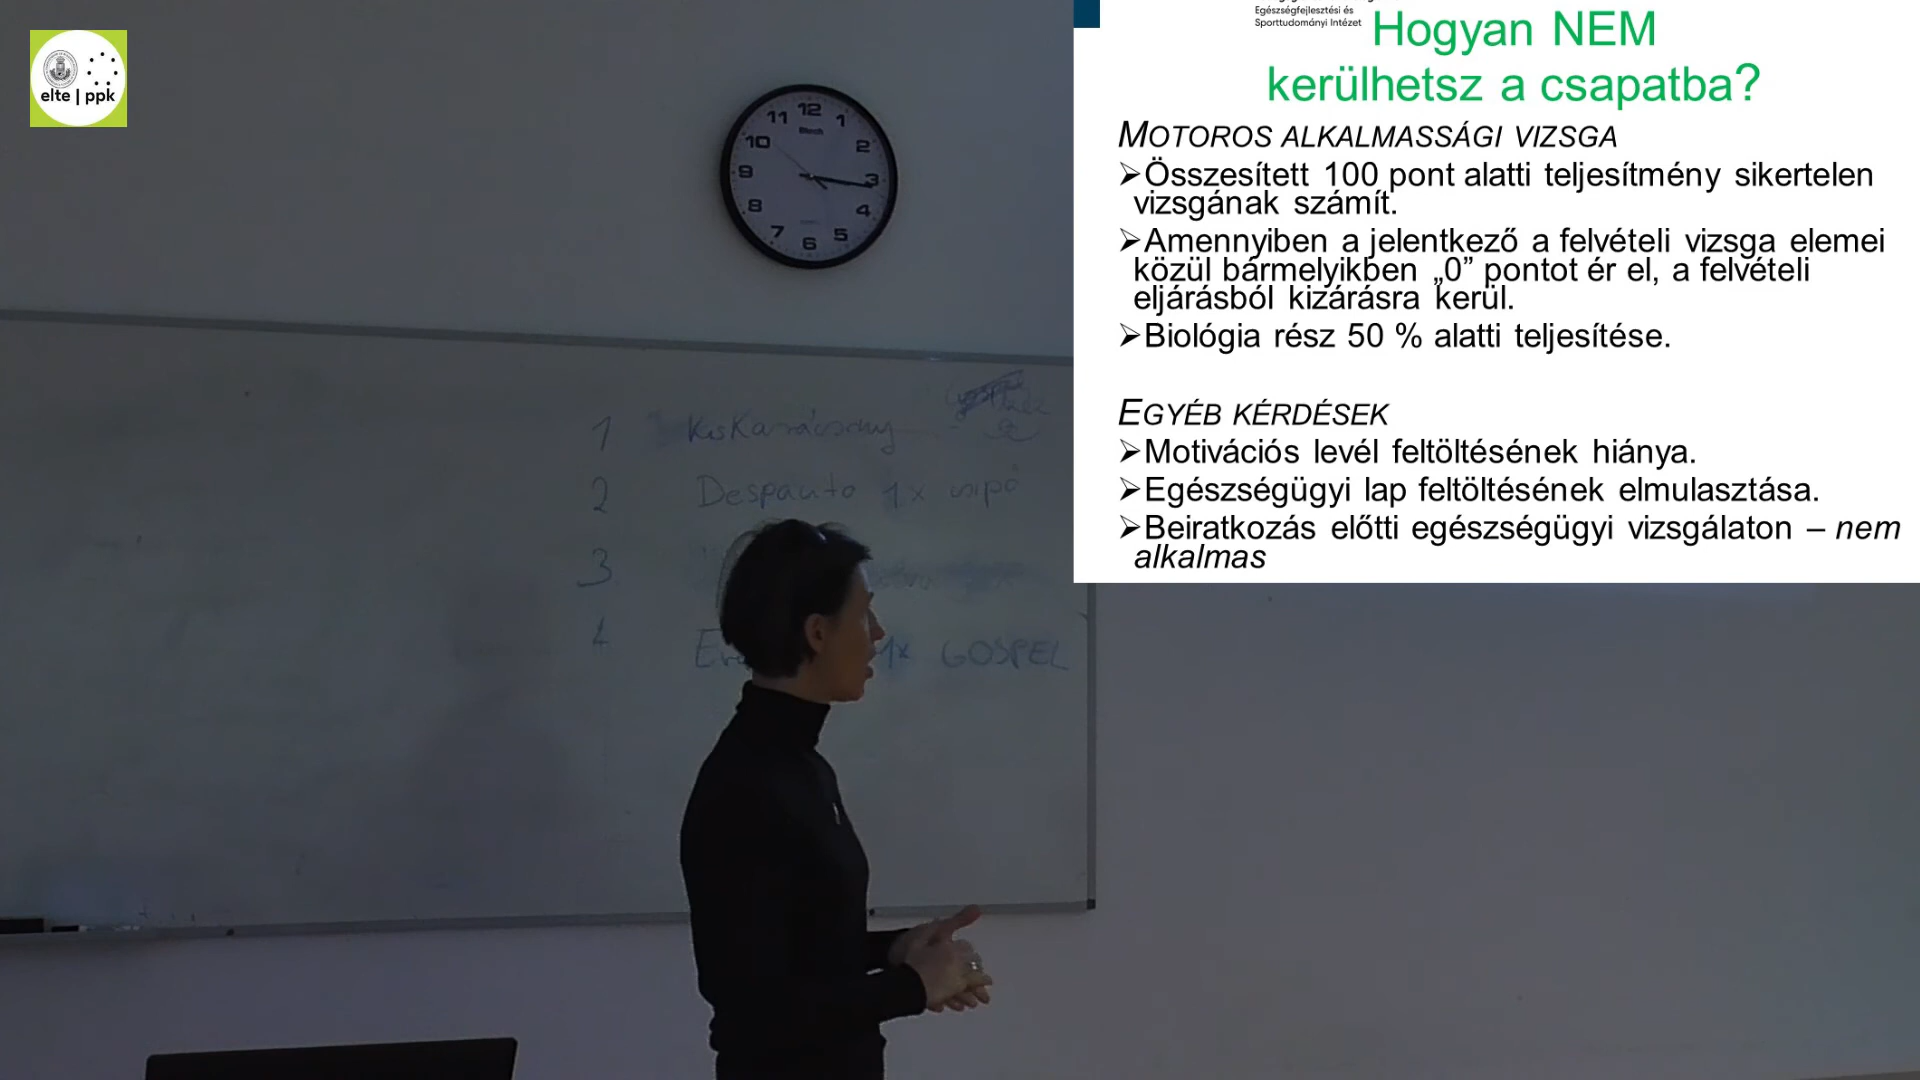 elte | ppk
Egészségfejlesztési és
Sporttudományi Intézet
Hogyan NEM
kerülhetsz a csapatba?
MOTOROS ALKALMASSÁGI VIZSGA
➢Összesített 100 pont alatti teljesítmény sikertelen
vizsgának számít.
➢Amennyiben a jelentkező a felvételi vizsga elemei
közül bármelyikben „0” pontot ér el, a felvételi
eljárásból kizárásra kerül.
➢Biológia rész 50 % alatti teljesítése.
EGYÉB KÉRDÉSEK
➢Motivációs levél feltöltésének hiánya.
➢Egészségügyi lap feltöltésének elmulasztása.
➢Beiratkozás előtti egészségügyi vizsgálaton – nem
alkalmas
12
11 1
10 2
9 3
8 4
7 5
6
1 KisKarácsony
2 Despacito 1x csípő
3
4 1x GOSPEL